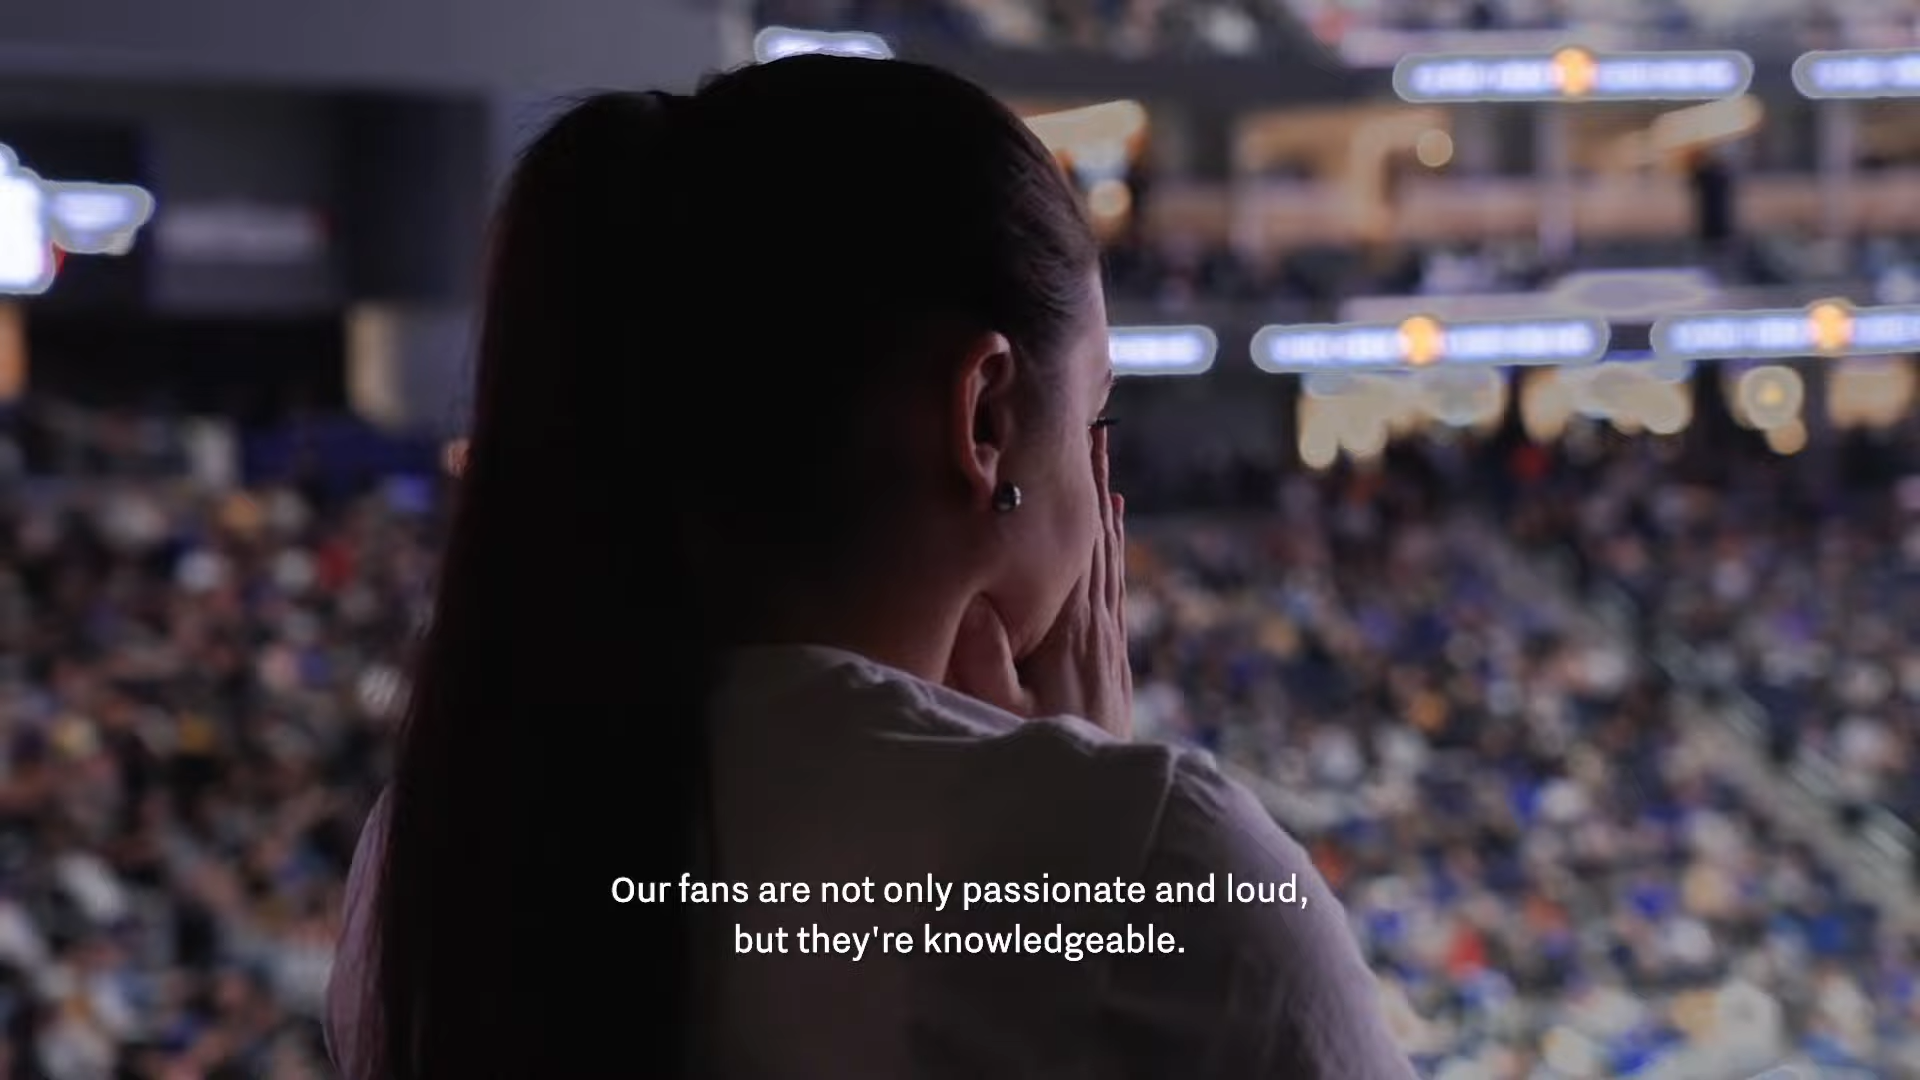 Our fans are not only passionate and loud,
but they're knowledgeable.